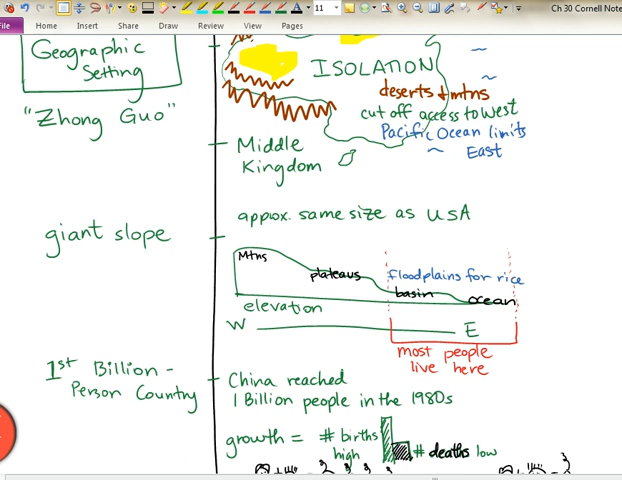 11
Ch 30 Cornell Note
File
Home
Insert
Draw
Review
View
Pages
Geographic
Setting
ISOLATION
deserts + mtns
cut off access to West
Pacific Ocean limits
East
"Zhong Guo"
Middle
Kingdom
approx. same size as USA
giant slope
Mtns
plateaus
floodplains for rice
basin
ocean
elevation
W
E
most people
live here
1st Billion -
Person Country
China reached
1 Billion people in the 1980s
growth = # births
high
# deaths low